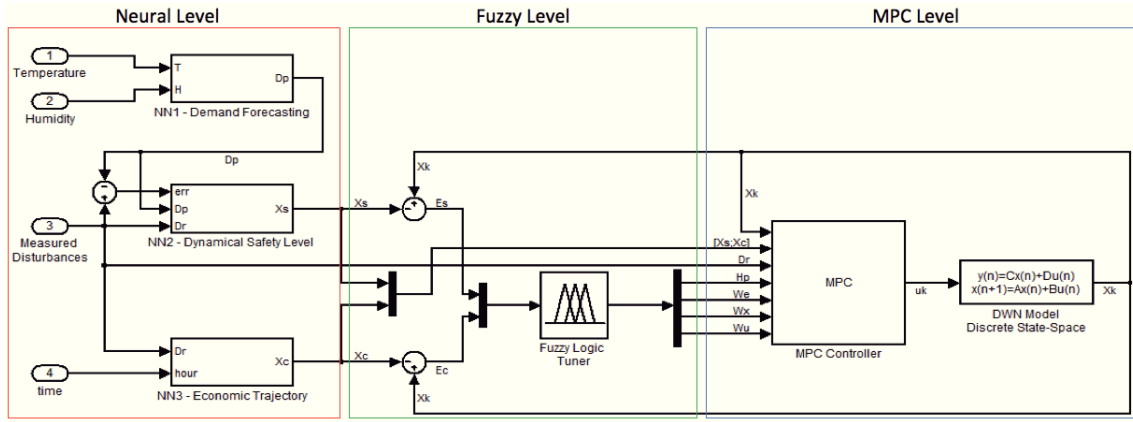 Neural Level
Fuzzy Level
MPC Level
1
Temperature
2
Humidity
T
H
Dp
NN1 - Demand Forecasting
Dp
-
+
err
Dp
Dr
Xs
NN2 - Dynamical Safety Level
3
Measured
Disturbances
Dr
hour
Xc
NN3 - Economic Trajectory
4
time
Xs
Xk
-
+
Es
Xc
-
+
Ec
Xk
Fuzzy Logic
Tuner
Xk
[Xs;Xc]
Dr
Hp
We
Wx
Wu
MPC
MPC Controller
uk
y(n)=Cx(n)+Du(n)
x(n+1)=Ax(n)+Bu(n)
DWN Model
Discrete State-Space
Xk